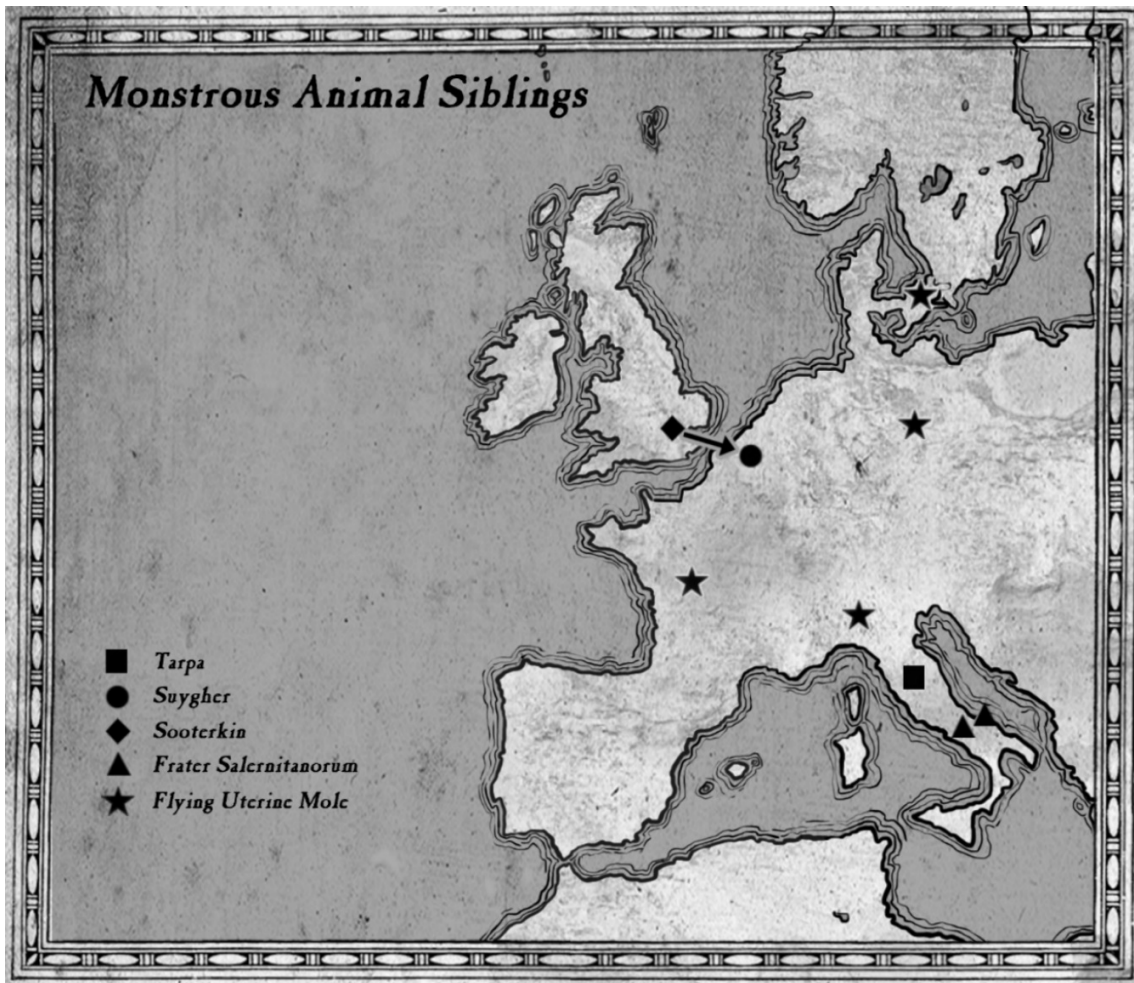 Monstrous Animal Siblings
Tarpa
Suygher
Sooterkin
Frater Salernitanorum
Flying Uterine Mole